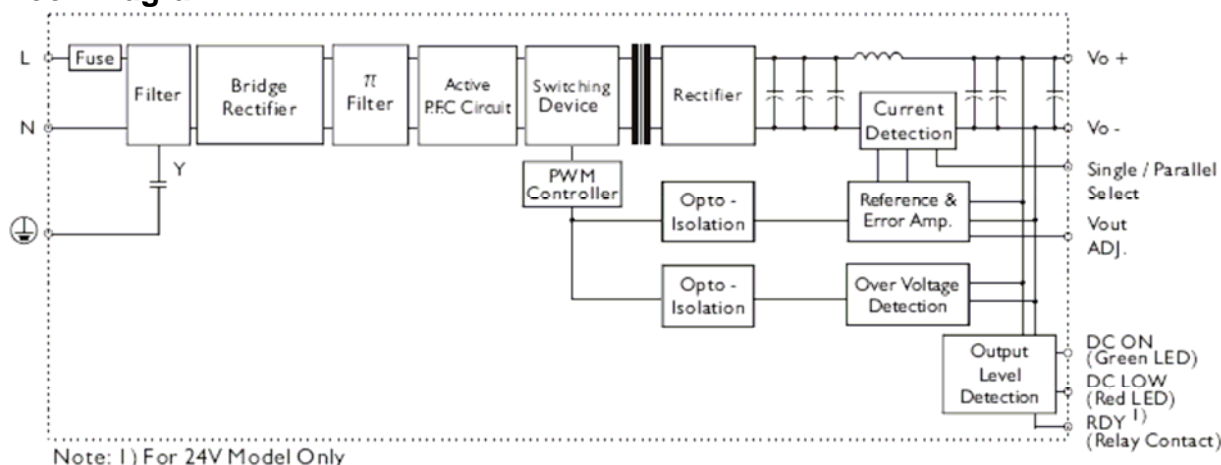 L
Fuse
N
Filter
Bridge
Rectifier
π
Filter
Active
P.F.C Circuit
Switching
Device
Rectifier
Current
Detection
Vo +
Vo -
Single / Parallel
Select
Y
PWM
Controller
Opto -
Isolation
Reference &
Error Amp.
Vout
ADJ.
Opto -
Isolation
Over Voltage
Detection
Output
Level
Detection
DC ON
(Green LED)
DC LOW
(Red LED)
RDY 1)
(Relay Contact)
Note: 1) For 24V Model Only